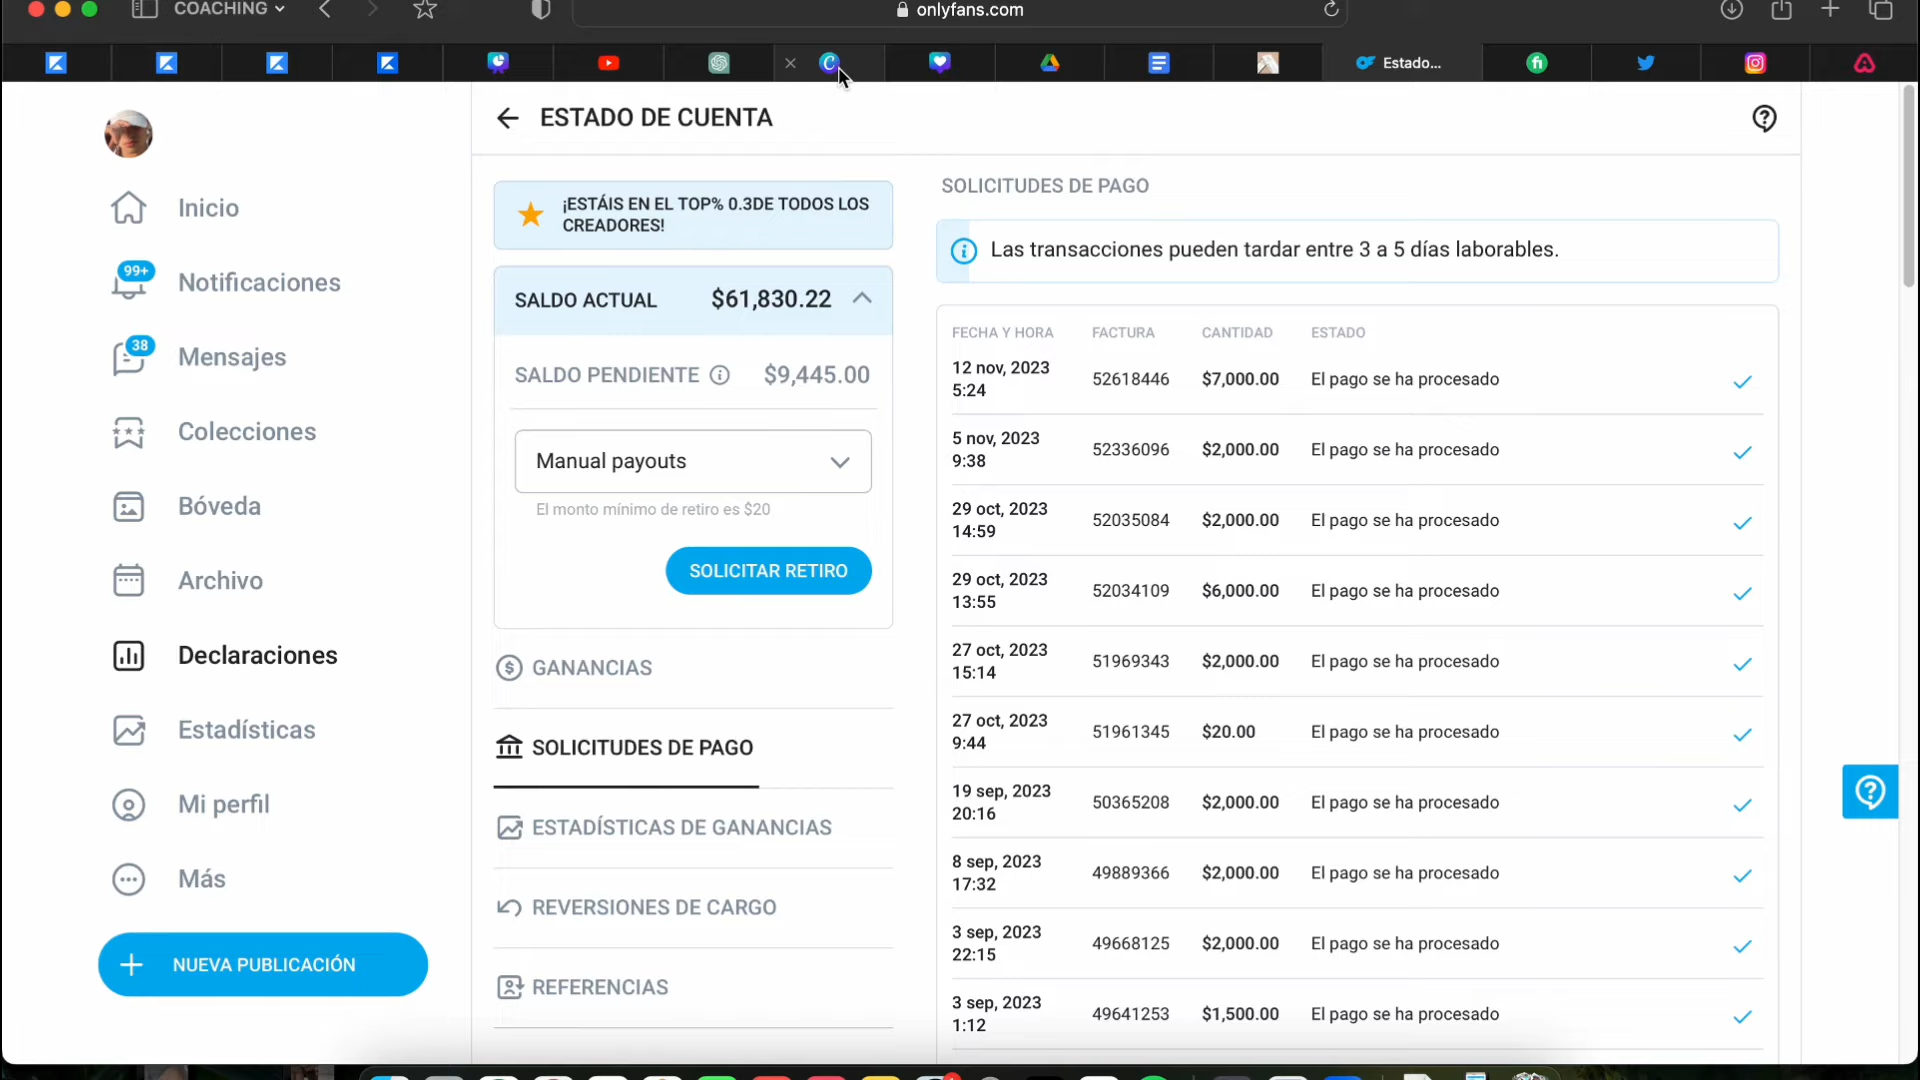 COACHING
onlyfans.com
Estado...
ESTADO DE CUENTA
Inicio
99+
Notificaciones
38
Mensajes
Colecciones
Bóveda
Archivo
Declaraciones
Estadísticas
Mi perfil
Más
NUEVA PUBLICACIÓN
¡ESTÁIS EN EL TOP% 0.3DE TODOS LOS
CREADORES!
SALDO ACTUAL $61,830.22
SALDO PENDIENTE $9,445.00
Manual payouts
El monto mínimo de retiro es $20
SOLICITAR RETIRO
GANANCIAS
SOLICITUDES DE PAGO
ESTADÍSTICAS DE GANANCIAS
REVERSIONES DE CARGO
REFERENCIAS
SOLICITUDES DE PAGO
Las transacciones pueden tardar entre 3 a 5 días laborables.
FECHA Y HORA FACTURA CANTIDAD ESTADO
12 nov, 2023
5:24 52618446 $7,000.00 El pago se ha procesado
5 nov, 2023
9:38 52336096 $2,000.00 El pago se ha procesado
29 oct, 2023
14:59 52035084 $2,000.00 El pago se ha procesado
29 oct, 2023
13:55 52034109 $6,000.00 El pago se ha procesado
27 oct, 2023
15:14 51969343 $2,000.00 El pago se ha procesado
27 oct, 2023
9:44 51961345 $20.00 El pago se ha procesado
19 sep, 2023
20:16 50365208 $2,000.00 El pago se ha procesado
8 sep, 2023
17:32 49889366 $2,000.00 El pago se ha procesado
3 sep, 2023
22:15 49668125 $2,000.00 El pago se ha procesado
3 sep, 2023
1:12 49641253 $1,500.00 El pago se ha procesado